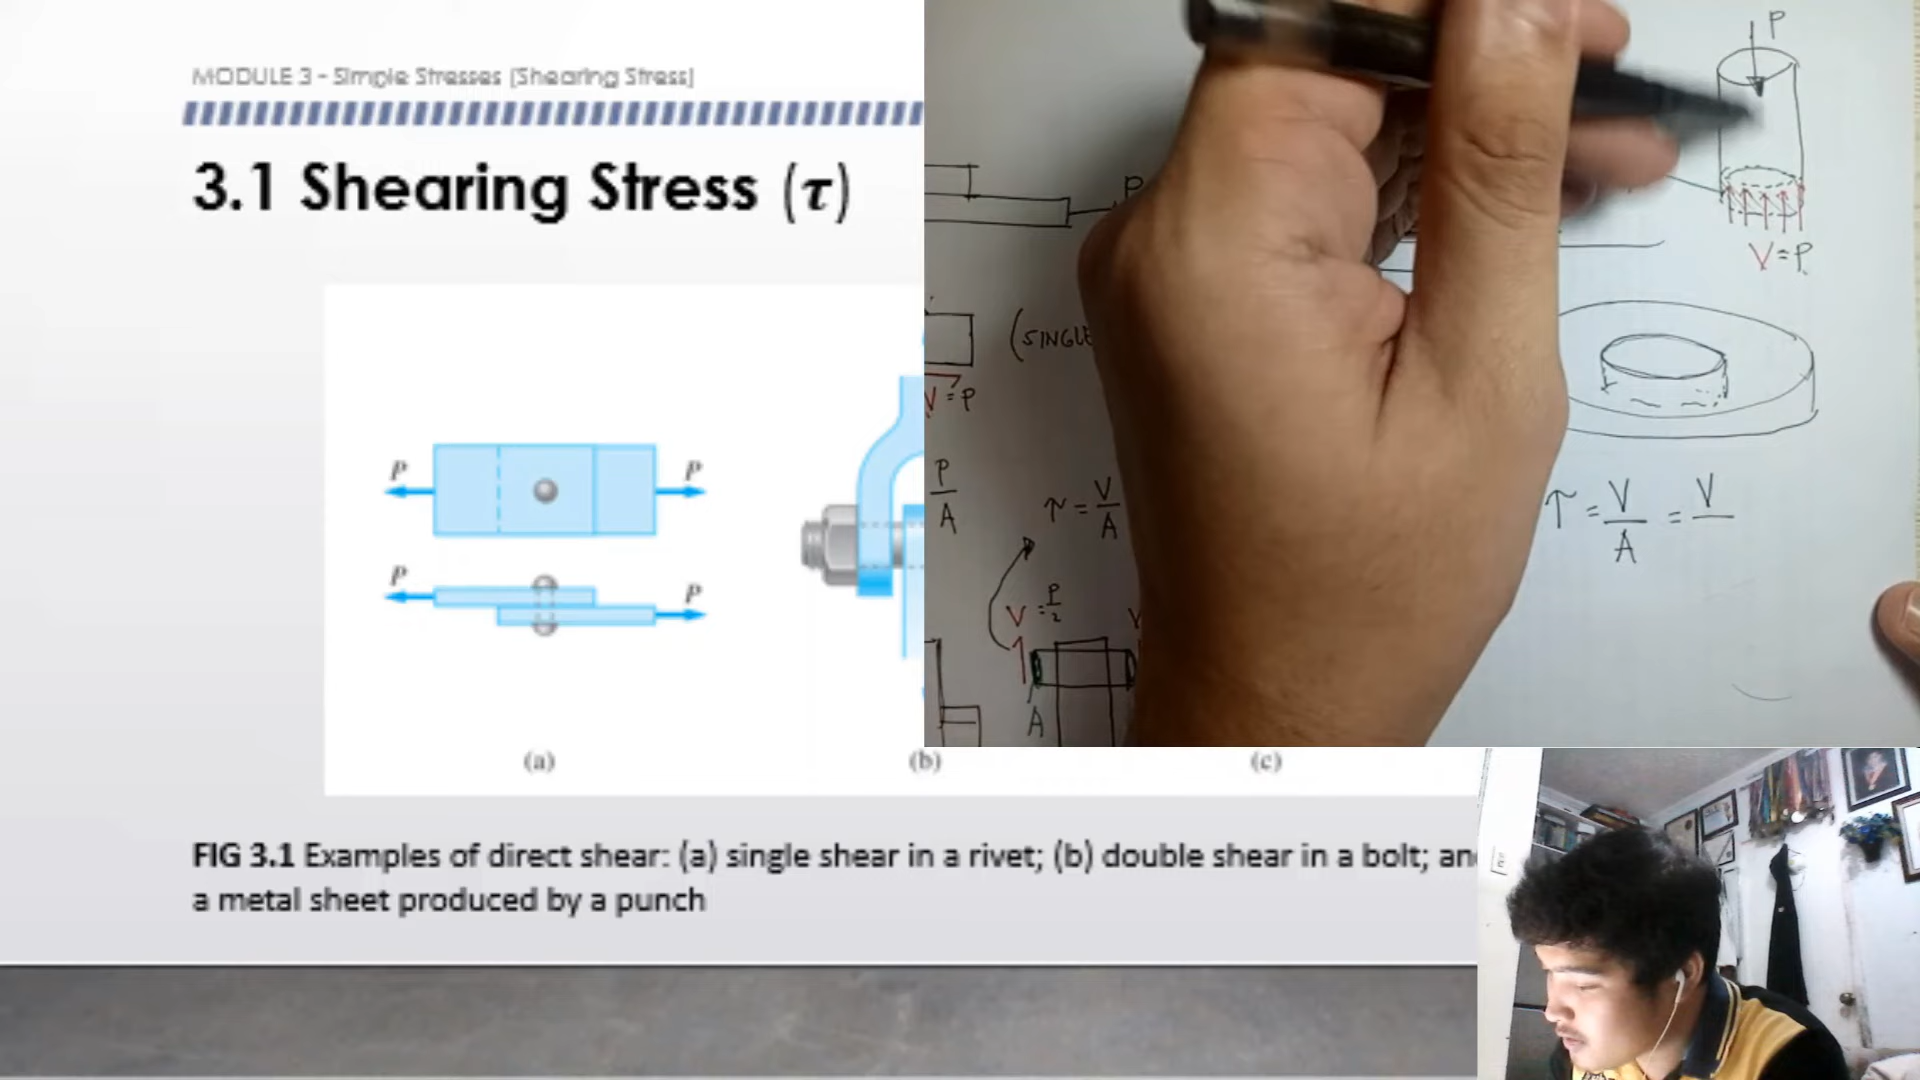 MODULE 3 - Simple Stresses (Shearing Stress)
3.1 Shearing Stress (τ)
P
P
P
P
(a)
(b)
(c)
FIG 3.1 Examples of direct shear: (a) single shear in a rivet; (b) double shear in a bolt; an
a metal sheet produced by a punch
P
P
V = P
(SINGLE
V = P
P
A
τ = V
A
τ = V = V
A
V = P
2
V
A